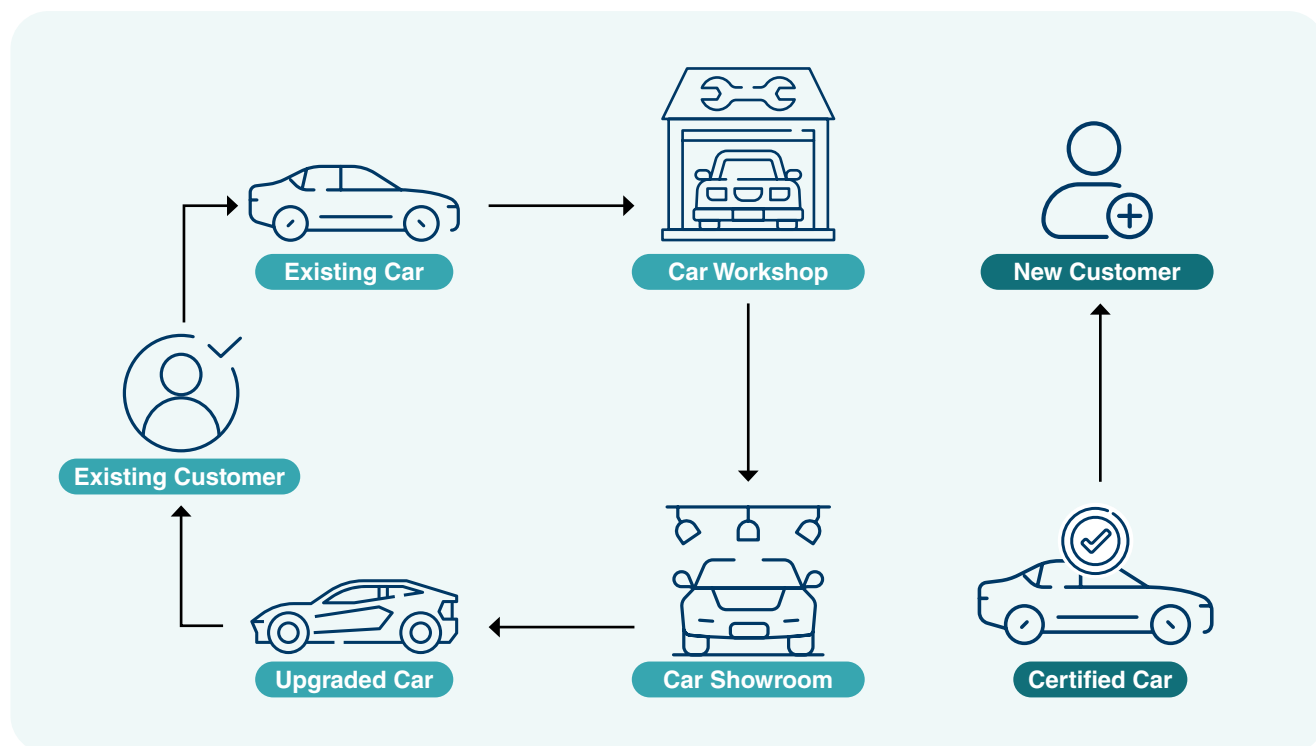 Existing Car
Car Workshop
New Customer
Existing Customer
Upgraded Car
Car Showroom
Certified Car